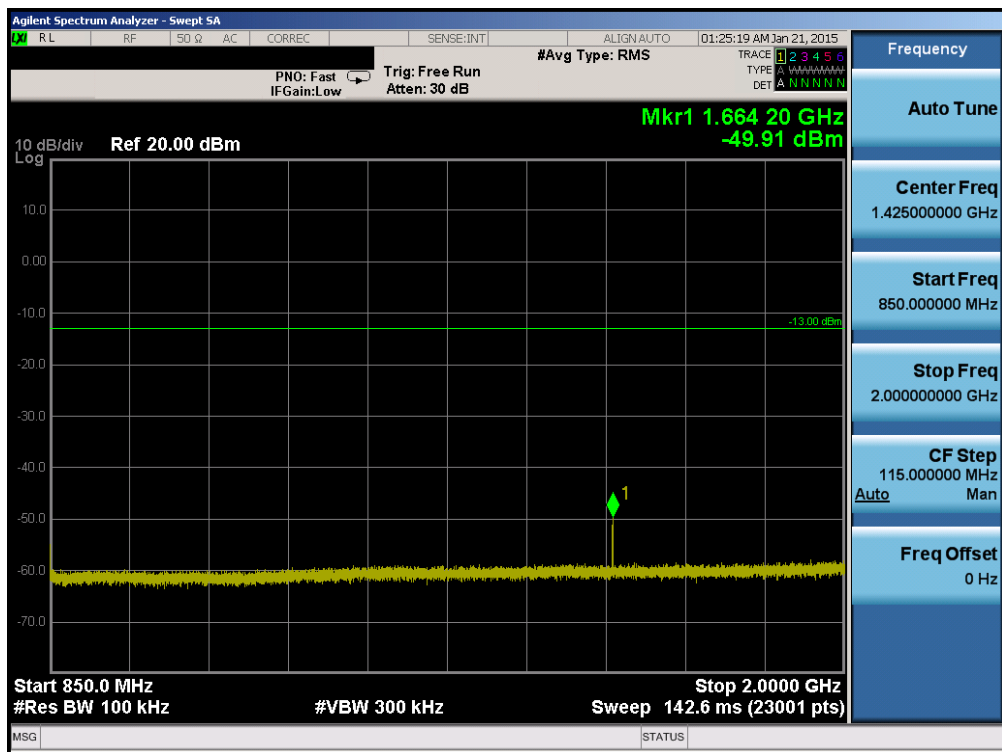 Agilent Spectrum Analyzer - Swept SA
LXI RL RF 50 Ω AC CORREC SENSE:INT ALIGN AUTO 01:25:19 AM Jan 21, 2015
#Avg Type: RMS
TRACE 1 2 3 4 5 6
PNO: Fast Trig: Free Run
TYPE A WWWWW
IFGain:Low Atten: 30 dB
DET A N N N N N
Mkr1 1.664 20 GHz
-49.91 dBm
10 dB/div Ref 20.00 dBm
Log
10.0
0.00
-10.0
-13.00 dBm
-20.0
-30.0
-40.0
1
-50.0
-60.0
-70.0
Start 850.0 MHz Stop 2.0000 GHz
#Res BW 100 kHz #VBW 300 kHz Sweep 142.6 ms (23001 pts)
MSG STATUS
Frequency
Auto Tune
Center Freq
1.425000000 GHz
Start Freq
850.000000 MHz
Stop Freq
2.000000000 GHz
CF Step
115.000000 MHz
Auto Man
Freq Offset
0 Hz